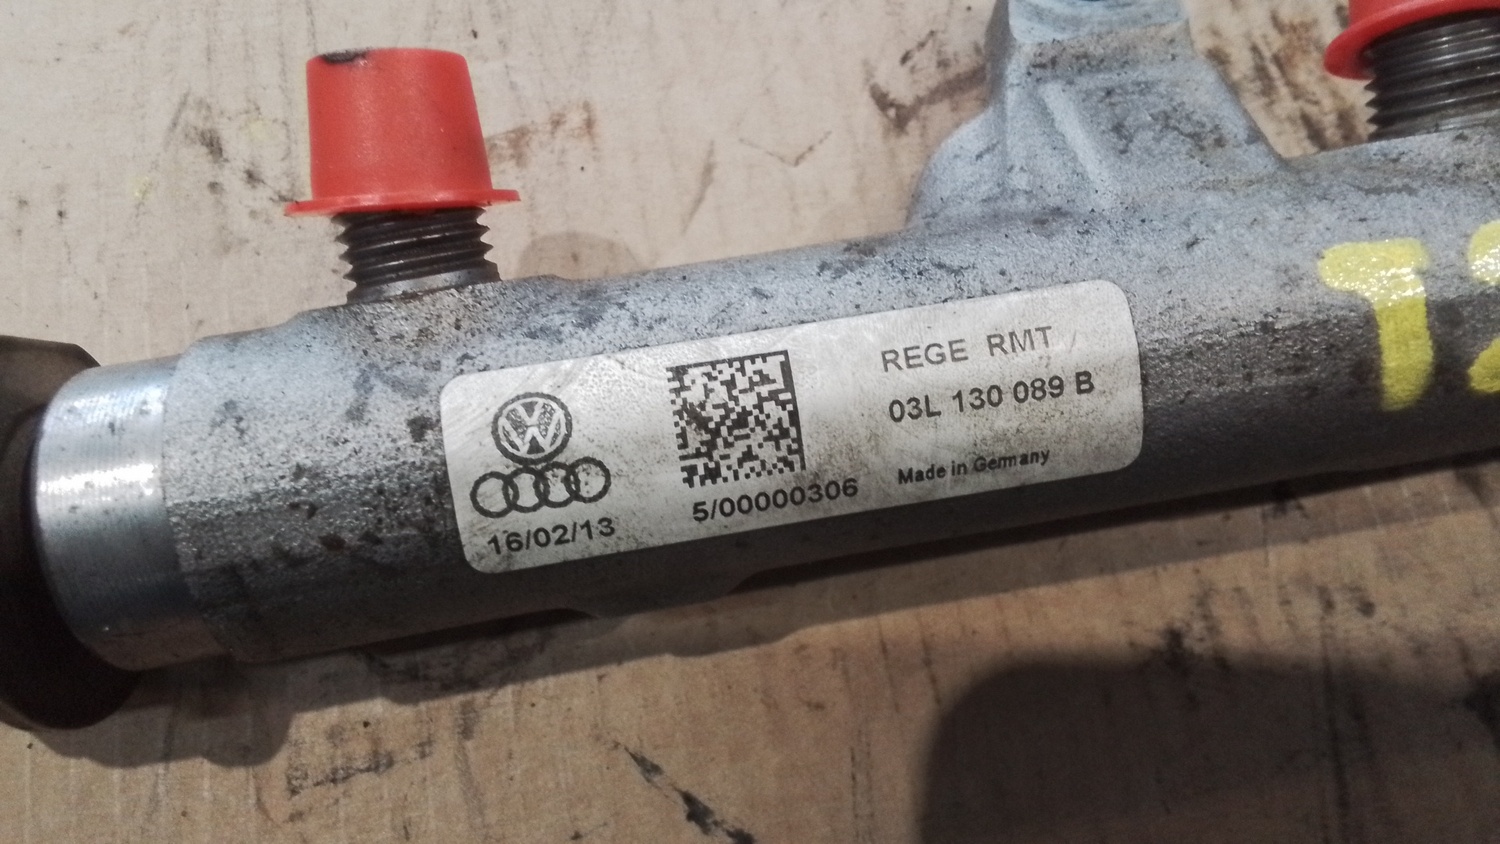 REGE RMT
03L 130 089 B
Made in Germany
5/00000306
16/02/13